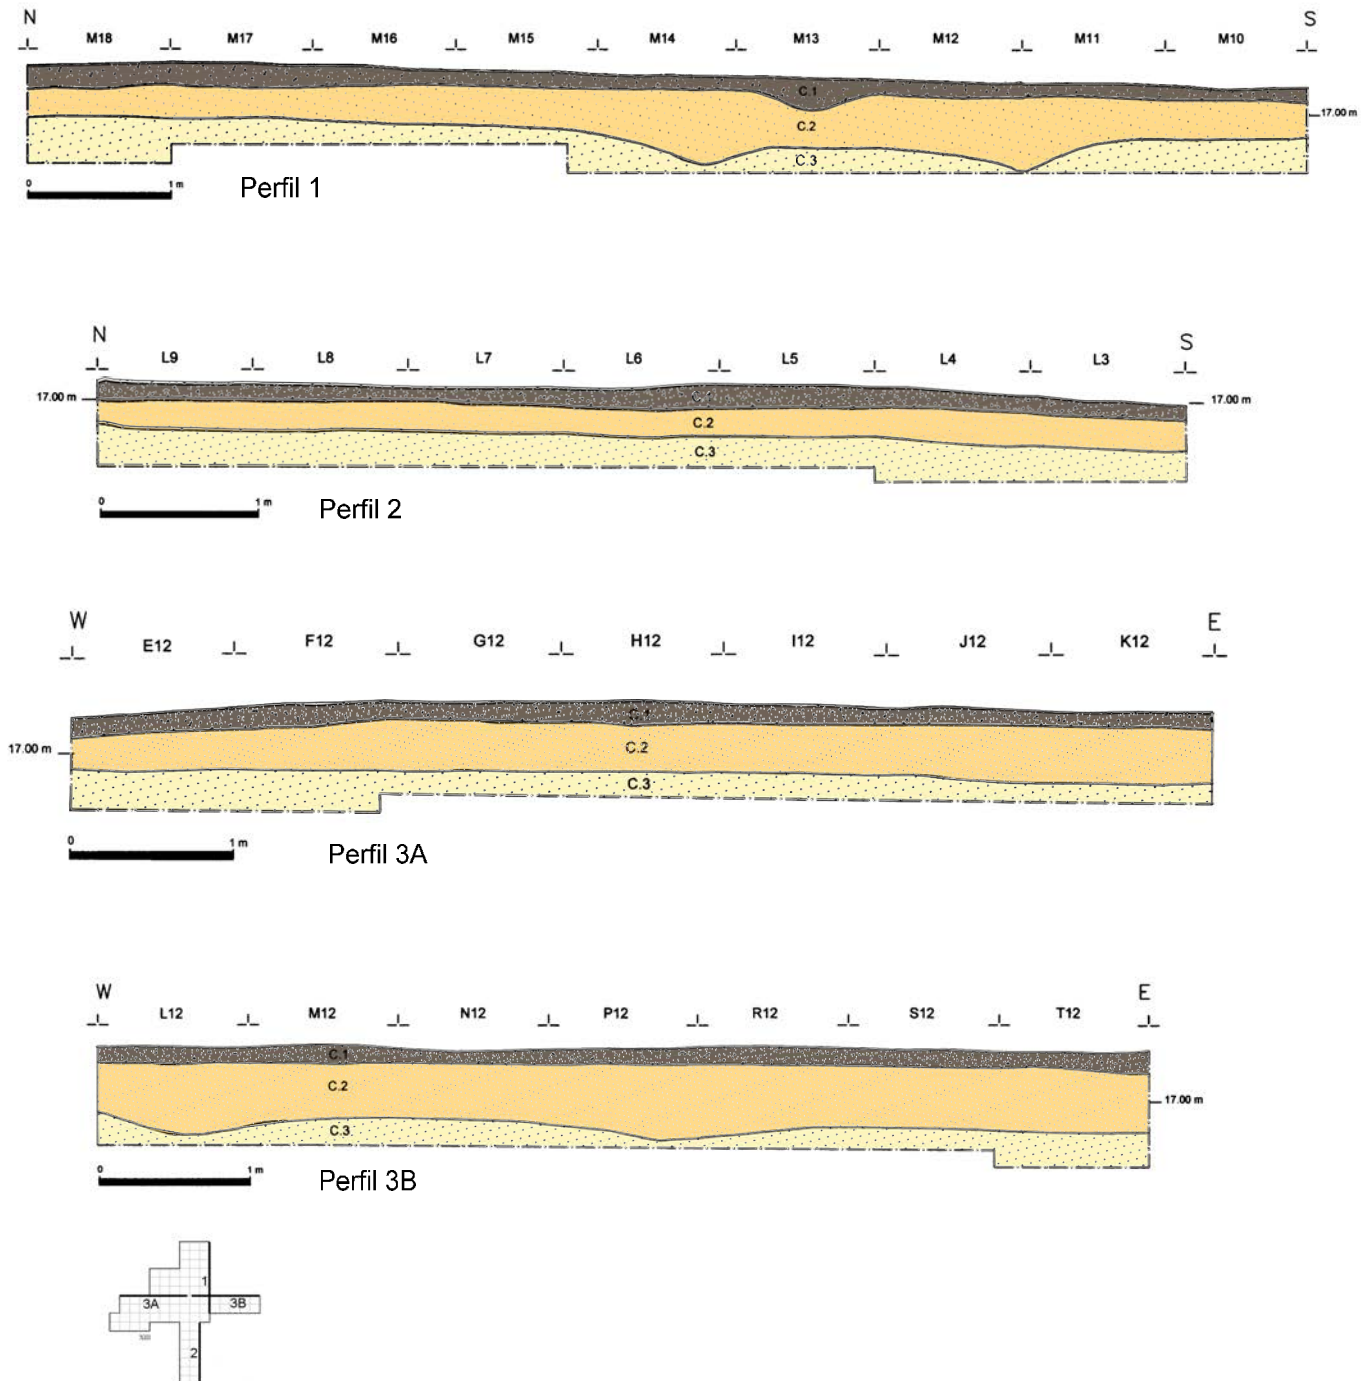 N S
M18 M17 M16 M15 M14 M13 M12 M11 M10
C.1
17.00 m
C.2
C.3
0 1 m
Perfil 1
N S
L9 L8 L7 L6 L5 L4 L3
17.00 m C.1 17.00 m
C.2
C.3
0 1 m
Perfil 2
W E
E12 F12 G12 H12 I12 J12 K12
C.1
17.00 m C.2
C.3
0 1 m
Perfil 3A
W E
L12 M12 N12 P12 R12 S12 T12
C.1
C.2
17.00 m
C.3
0 1 m
Perfil 3B
1
3A 3B
2